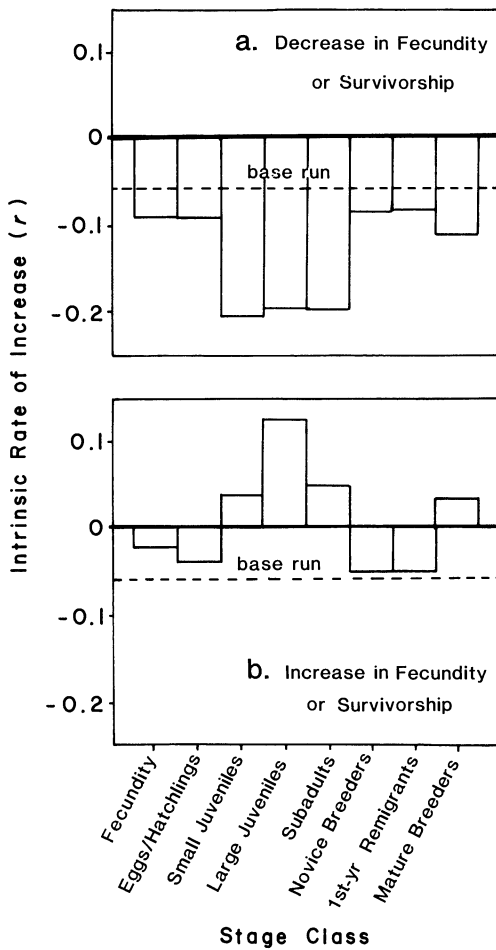 a. Decrease in Fecundity
or Survivorship
0.1
0
-0.1
-0.2
base run
Intrinsic Rate of Increase (r)
0.1
0
-0.1
-0.2
base run
b. Increase in Fecundity
or Survivorship
Fecundity
Eggs/Hatchlings
Small Juveniles
Large Juveniles
Subadults
Novice Breeders
1st-yr Remigrants
Mature Breeders
Stage Class